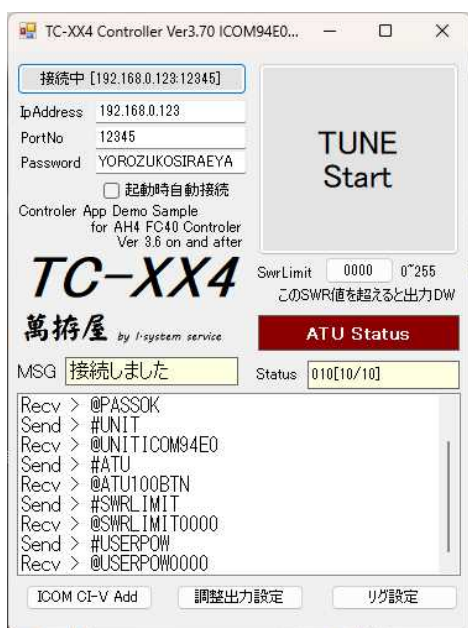 TC-XX4 Controller Ver3.70 ICOM94E0...
接続中 [192.168.0.123:12345]
IpAddress 192.168.0.123
PortNo 12345
Password YOROZUKOSIRAEYA
起動時自動接続
TUNE
Start
Controler App Demo Sample
for AH4 FC40 Controler
Ver 3.6 on and after
TC-XX4
SwrLimit 0000 0~255
このSWR値を超えると出力DW
萬拵屋 by I·system service
ATU Status
MSG 接続しました
Status 010[10/10]
Recv > @PASSOK
Send > #UNIT
Recv > @UNITICOM94E0
Send > #ATU
Recv > @ATU100BTN
Send > #SWRLIMIT
Recv > @SWRLIMIT0000
Send > #USERPOW
Recv > @USERPOW0000
ICOM CI-V Add 調整出力設定 リグ設定